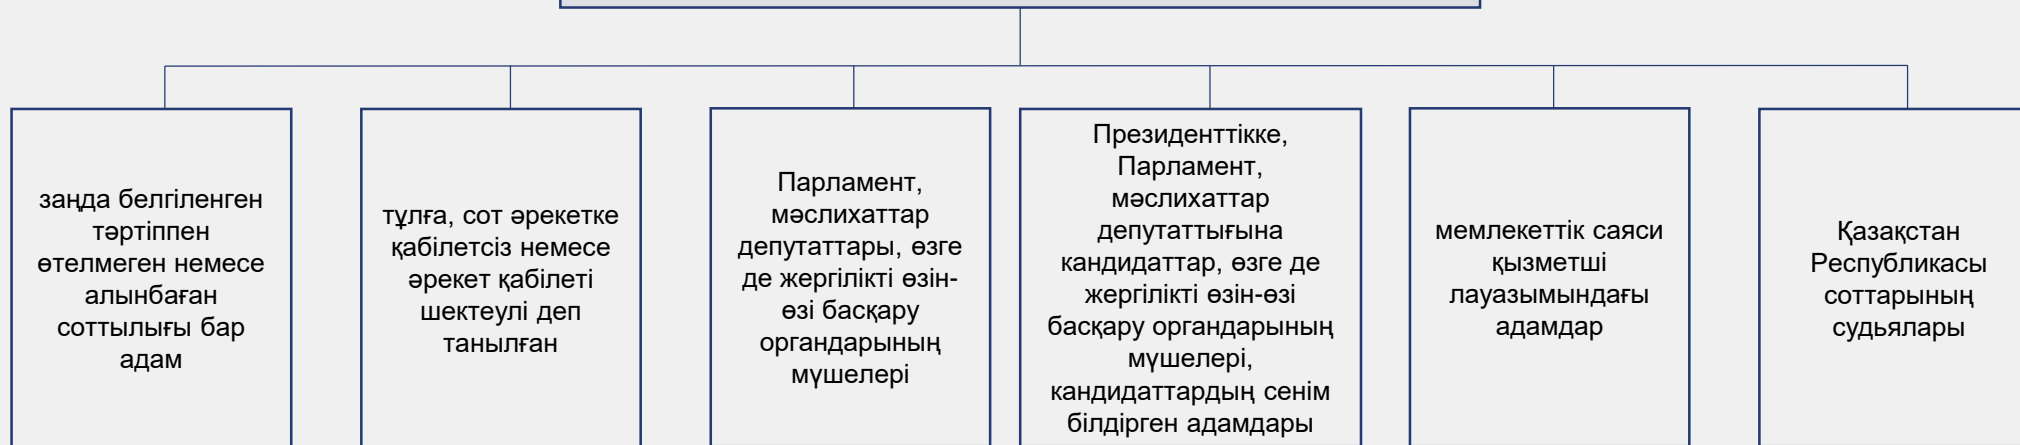 заңда белгіленген
тәртіппен
өтелмеген немесе
алынбаған
соттылығы бар
адам
тұлға, сот әрекетке
қабілетсіз немесе
әрекет қабілеті
шектеулі деп
танылған
Парламент,
мәслихаттар
депутаттары, өзге
де жергілікті өзін-
өзі басқару
органдарының
мүшелері
Президенттікке,
Парламент,
мәслихаттар
депутаттығына
кандидаттар, өзге де
жергілікті өзін-өзі
басқару органдарының
мүшелері,
кандидаттардың сенім
білдірген адамдары
мемлекеттік саяси
қызметші
лауазымындағы
адамдар
Қазақстан
Республикасы
соттарының
судьялары